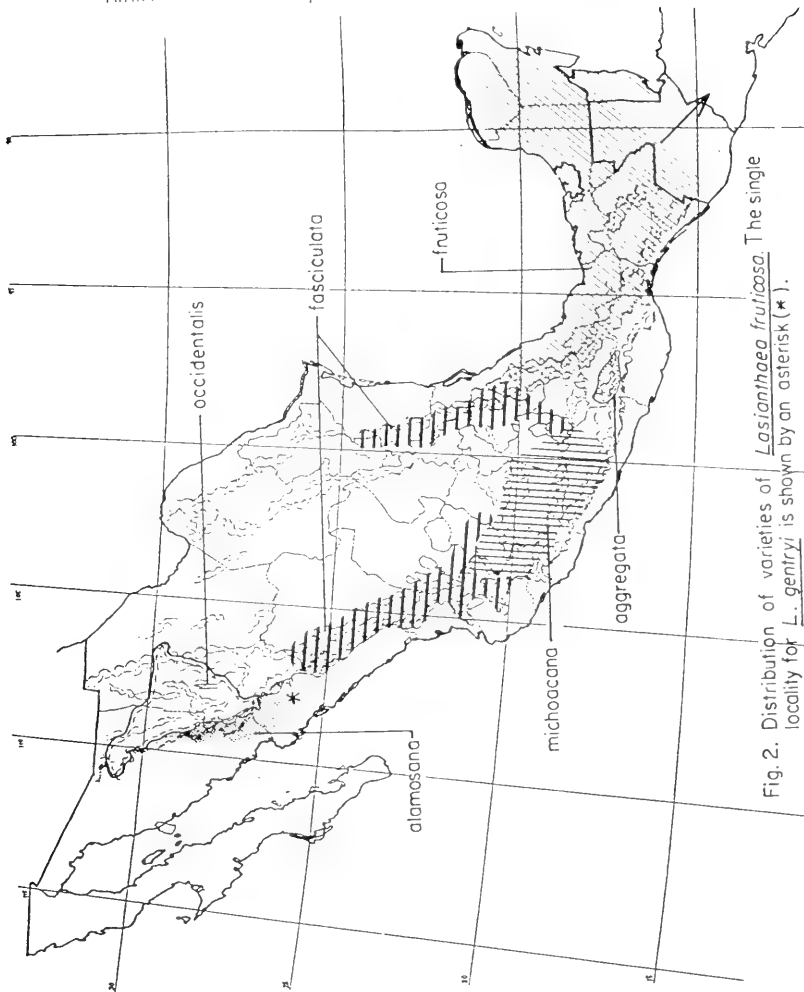 occidentalis
fasciculata
fruticosa
alamosana
michoacana
aggregata
Fig. 2. Distribution of varieties of Lasianthaea fruticosa. The single
locality for L. gentryi is shown by an asterisk (*).